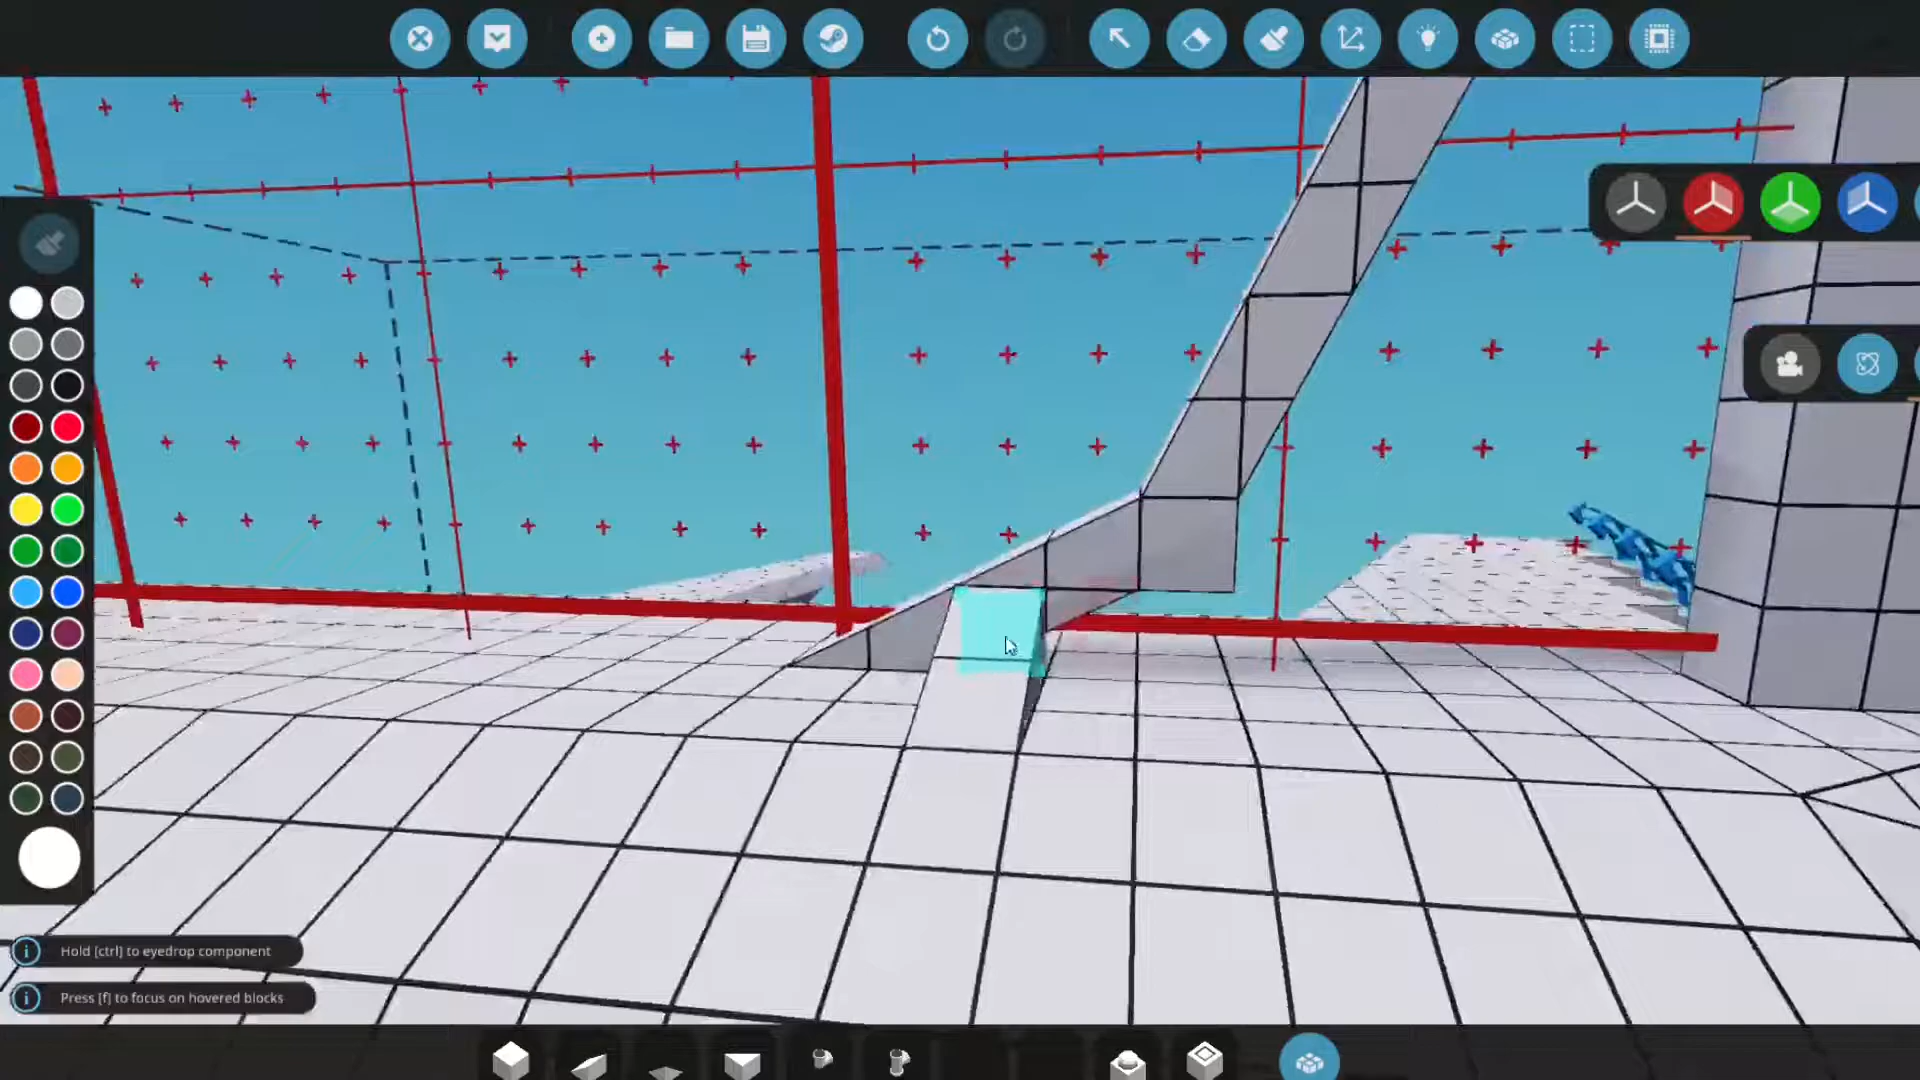 Hold [ctrl] to eyedrop component
Press [f] to focus on hovered blocks